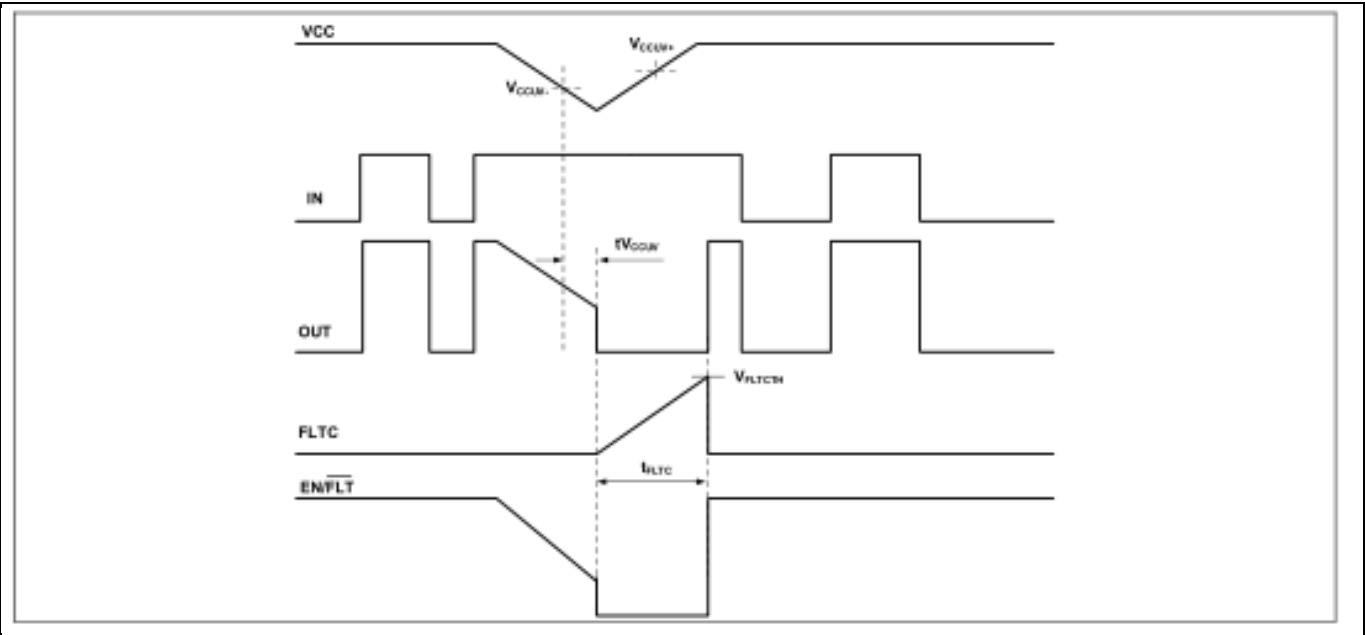 VCC
VCCUV+
VCCUV-
IN
tVCCUV
OUT
VFLTCTH
FLTC
tFLTC
EN/FLT